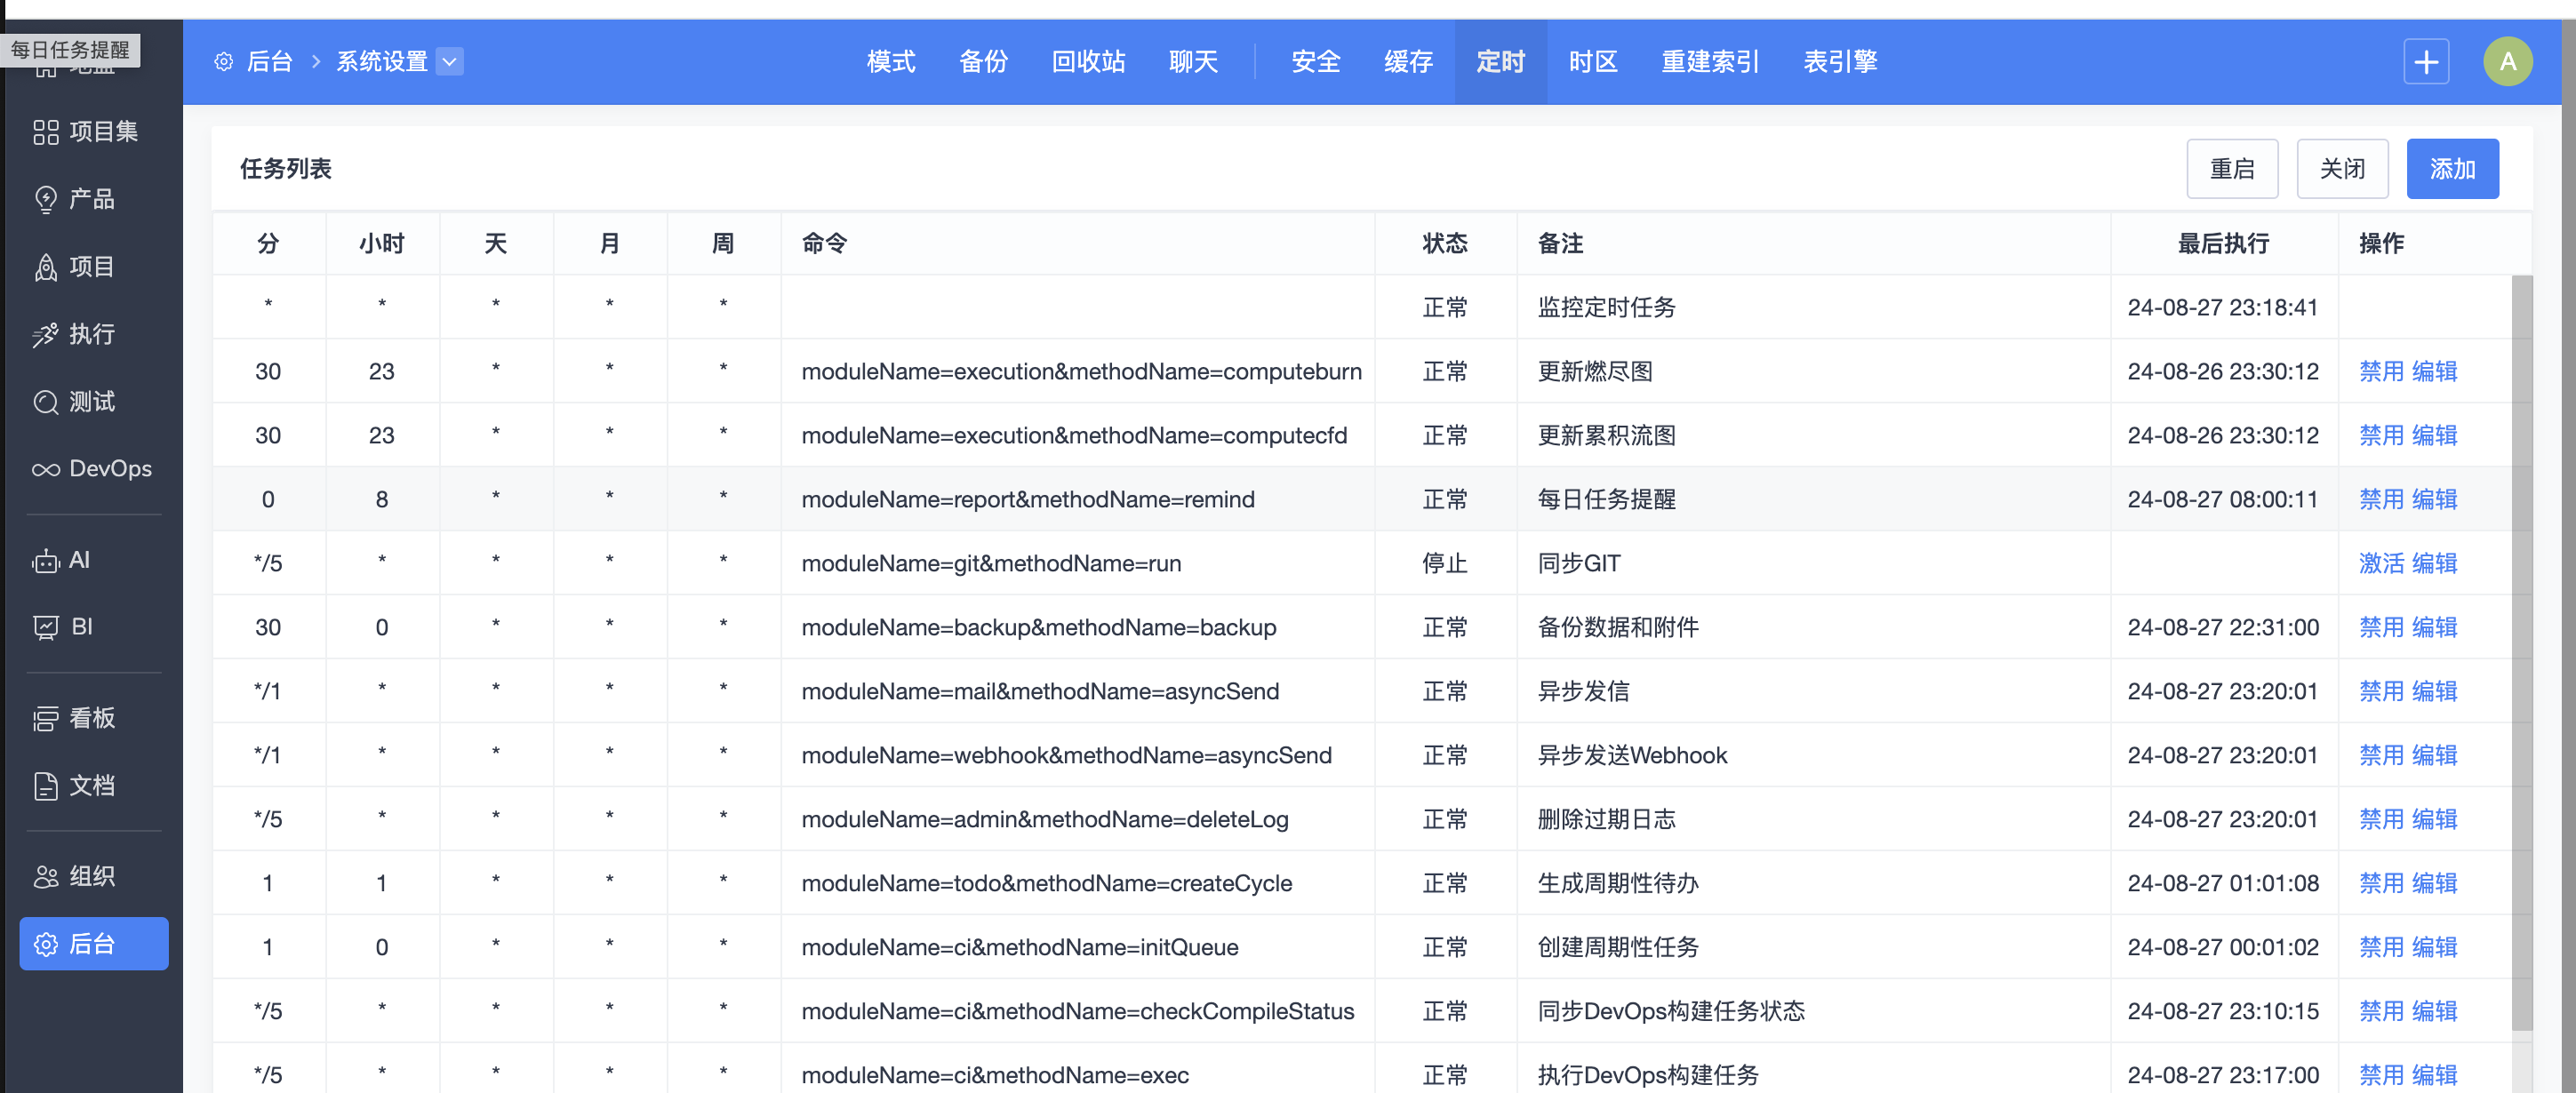 每日任务提醒
地盘
项目集
产品
项目
执行
测试
DevOps
AI
BI
看板
文档
组织
后台
后台 系统设置
模式 备份 回收站 聊天 安全 缓存 定时 时区 重建索引 表引擎
A
任务列表
重启 关闭 添加
分 小时 天 月 周 命令 状态 备注 最后执行 操作
* * * * * 正常 监控定时任务 24-08-27 23:18:41
30 23 * * * moduleName=execution&methodName=computeburn 正常 更新燃尽图 24-08-26 23:30:12 禁用 编辑
30 23 * * * moduleName=execution&methodName=computecfd 正常 更新累积流图 24-08-26 23:30:12 禁用 编辑
0 8 * * * moduleName=report&methodName=remind 正常 每日任务提醒 24-08-27 08:00:11 禁用 编辑
*/5 * * * * moduleName=git&methodName=run 停止 同步GIT 激活 编辑
30 0 * * * moduleName=backup&methodName=backup 正常 备份数据和附件 24-08-27 22:31:00 禁用 编辑
*/1 * * * * moduleName=mail&methodName=asyncSend 正常 异步发信 24-08-27 23:20:01 禁用 编辑
*/1 * * * * moduleName=webhook&methodName=asyncSend 正常 异步发送Webhook 24-08-27 23:20:01 禁用 编辑
*/5 * * * * moduleName=admin&methodName=deleteLog 正常 删除过期日志 24-08-27 23:20:01 禁用 编辑
1 1 * * * moduleName=todo&methodName=createCycle 正常 生成周期性待办 24-08-27 01:01:08 禁用 编辑
1 0 * * * moduleName=ci&methodName=initQueue 正常 创建周期性任务 24-08-27 00:01:02 禁用 编辑
*/5 * * * * moduleName=ci&methodName=checkCompileStatus 正常 同步DevOps构建任务状态 24-08-27 23:10:15 禁用 编辑
*/5 * * * * moduleName=ci&methodName=exec 正常 执行DevOps构建任务 24-08-27 23:17:00 禁用 编辑